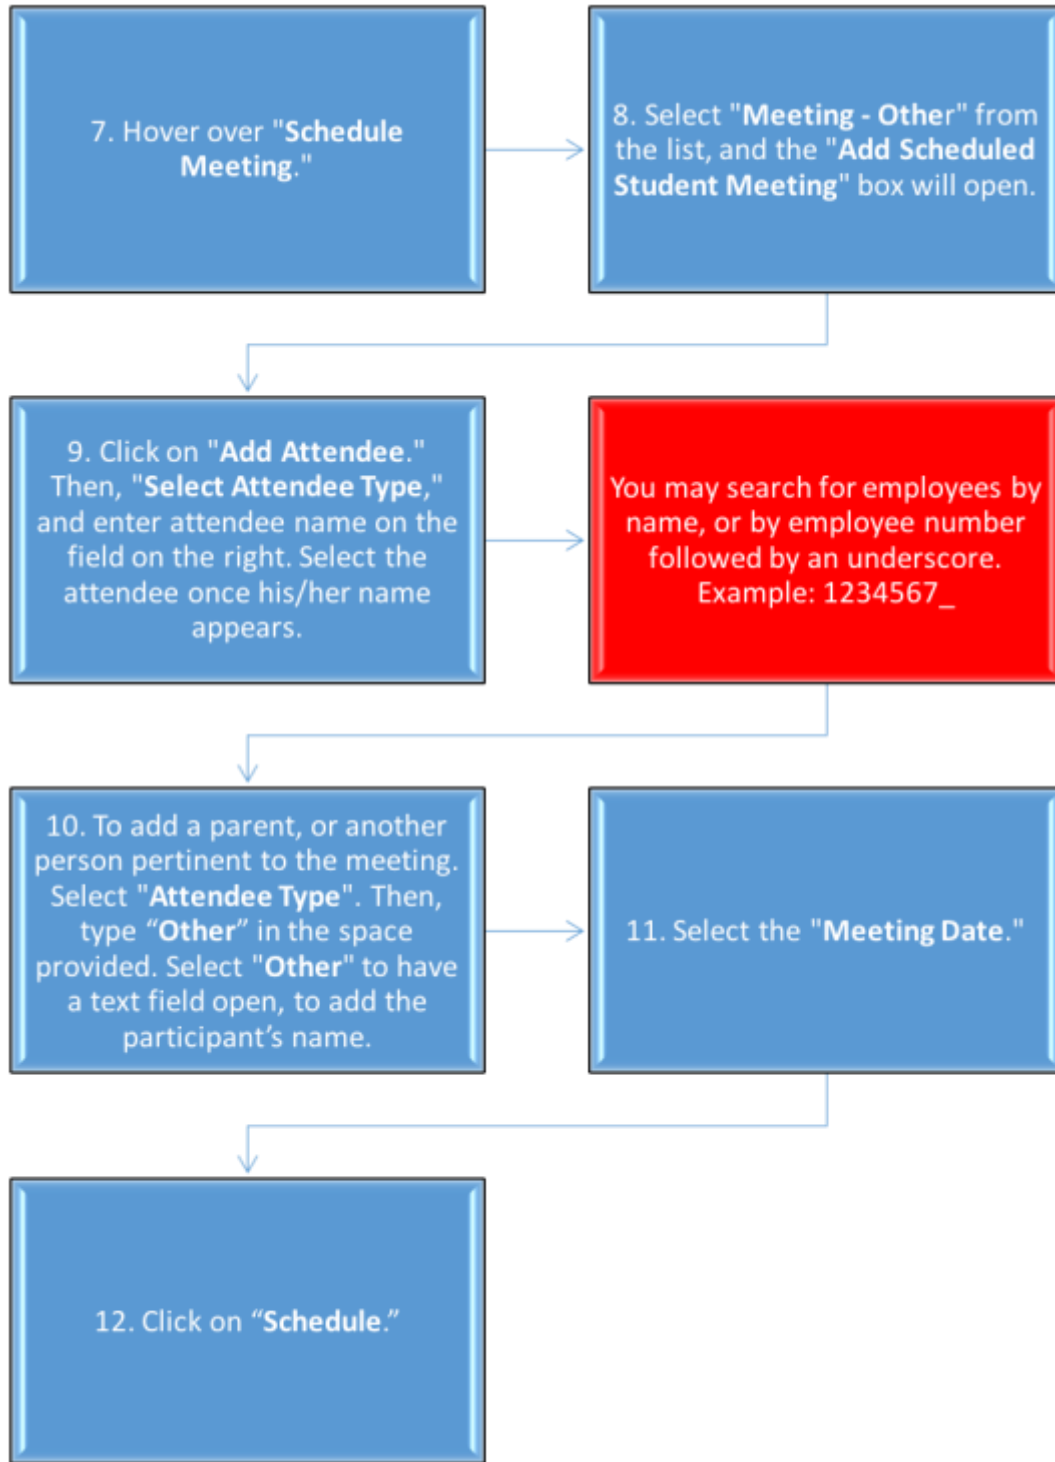 7. Hover over "Schedule
Meeting."
8. Select "Meeting - Other" from
the list, and the "Add Scheduled
Student Meeting" box will open.
9. Click on "Add Attendee."
Then, "Select Attendee Type,"
and enter attendee name on the
field on the right. Select the
attendee once his/her name
appears.
You may search for employees by
name, or by employee number
followed by an underscore.
Example: 1234567_
10. To add a parent, or another
person pertinent to the meeting.
Select "Attendee Type". Then,
type “Other” in the space
provided. Select "Other" to have
a text field open, to add the
participant’s name.
11. Select the "Meeting Date."
12. Click on “Schedule.”